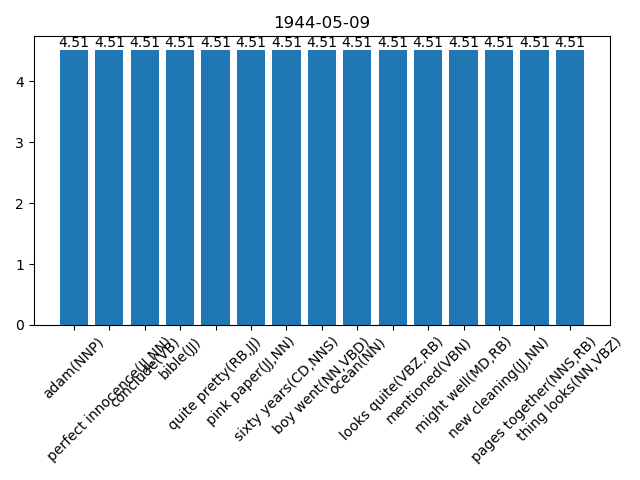 1944-05-09
4.51 4.51 4.51 4.51 4.51 4.51 4.51 4.51 4.51 4.51 4.51 4.51 4.51 4.51 4.51
4
3
2
1
0
adam(NNP)
perfect innocence(JJ,NN)
conclude(VB)
bible(JJ)
quite pretty(RB,JJ)
pink paper(JJ,NN)
sixty years(CD,NNS)
boy went(NN,VBD)
ocean(NN)
looks quite(VBZ,RB)
mentioned(VBN)
might well(MD,RB)
new cleaning(JJ,NN)
pages together(NNS,RB)
thing looks(NN,VBZ)